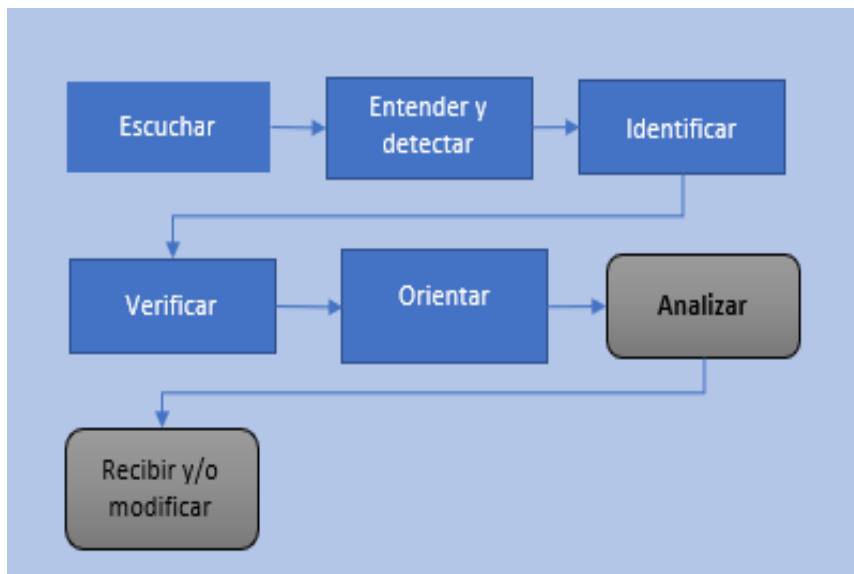 Escuchar
Entender y
detectar
Identificar
Verificar
Orientar
Analizar
Recibir y/o
modificar